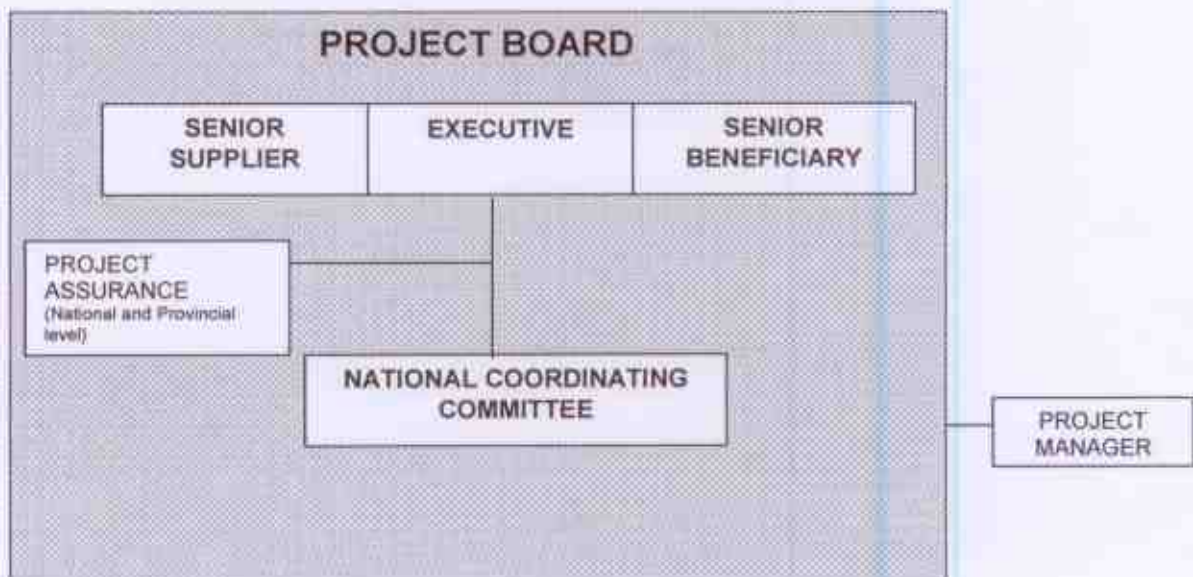 PROJECT BOARD
SENIOR
SUPPLIER
EXECUTIVE
SENIOR
BENEFICIARY
PROJECT
ASSURANCE
(National and Provincial
level)
NATIONAL COORDINATING
COMMITTEE
PROJECT
MANAGER